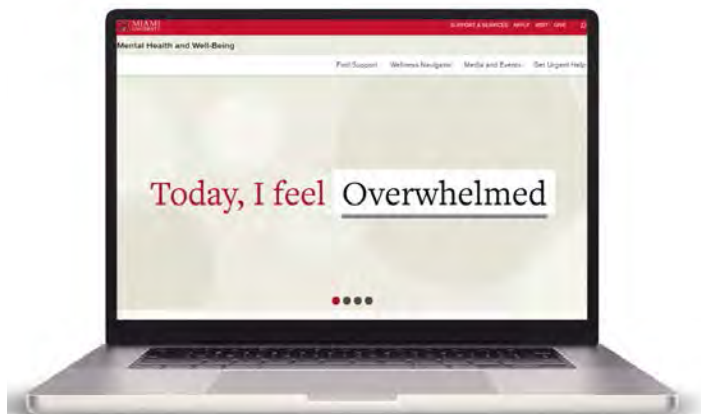 MIAMI
UNIVERSITY
SUPPORT & SERVICES APPLY VISIT GIVE
Mental Health and Well-Being
Find Support Wellness Navigator Media and Events Get Urgent Help
Today, I feel Overwhelmed